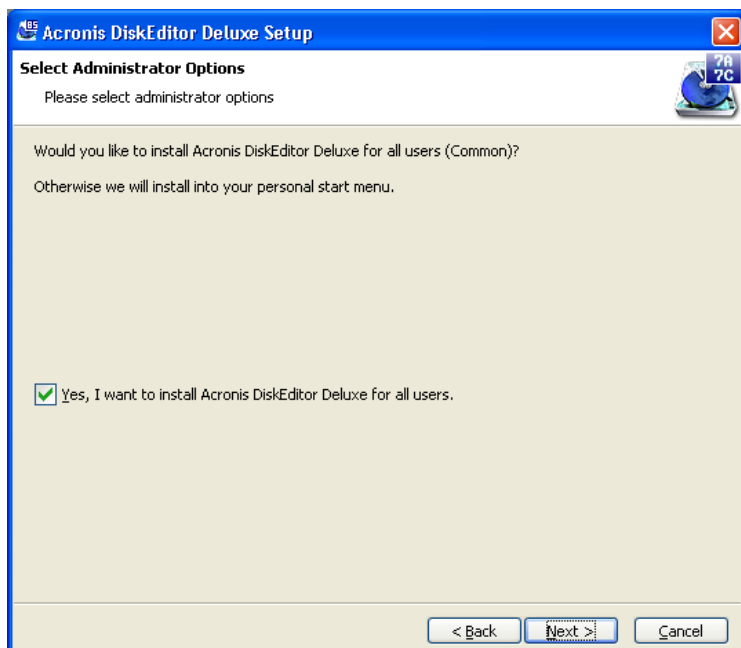 Acronis DiskEditor Deluxe Setup
Select Administrator Options
Please select administrator options
7A
7C
Would you like to install Acronis DiskEditor Deluxe for all users (Common)?
Otherwise we will install into your personal start menu.
Yes, I want to install Acronis DiskEditor Deluxe for all users.
< Back
Next >
Cancel